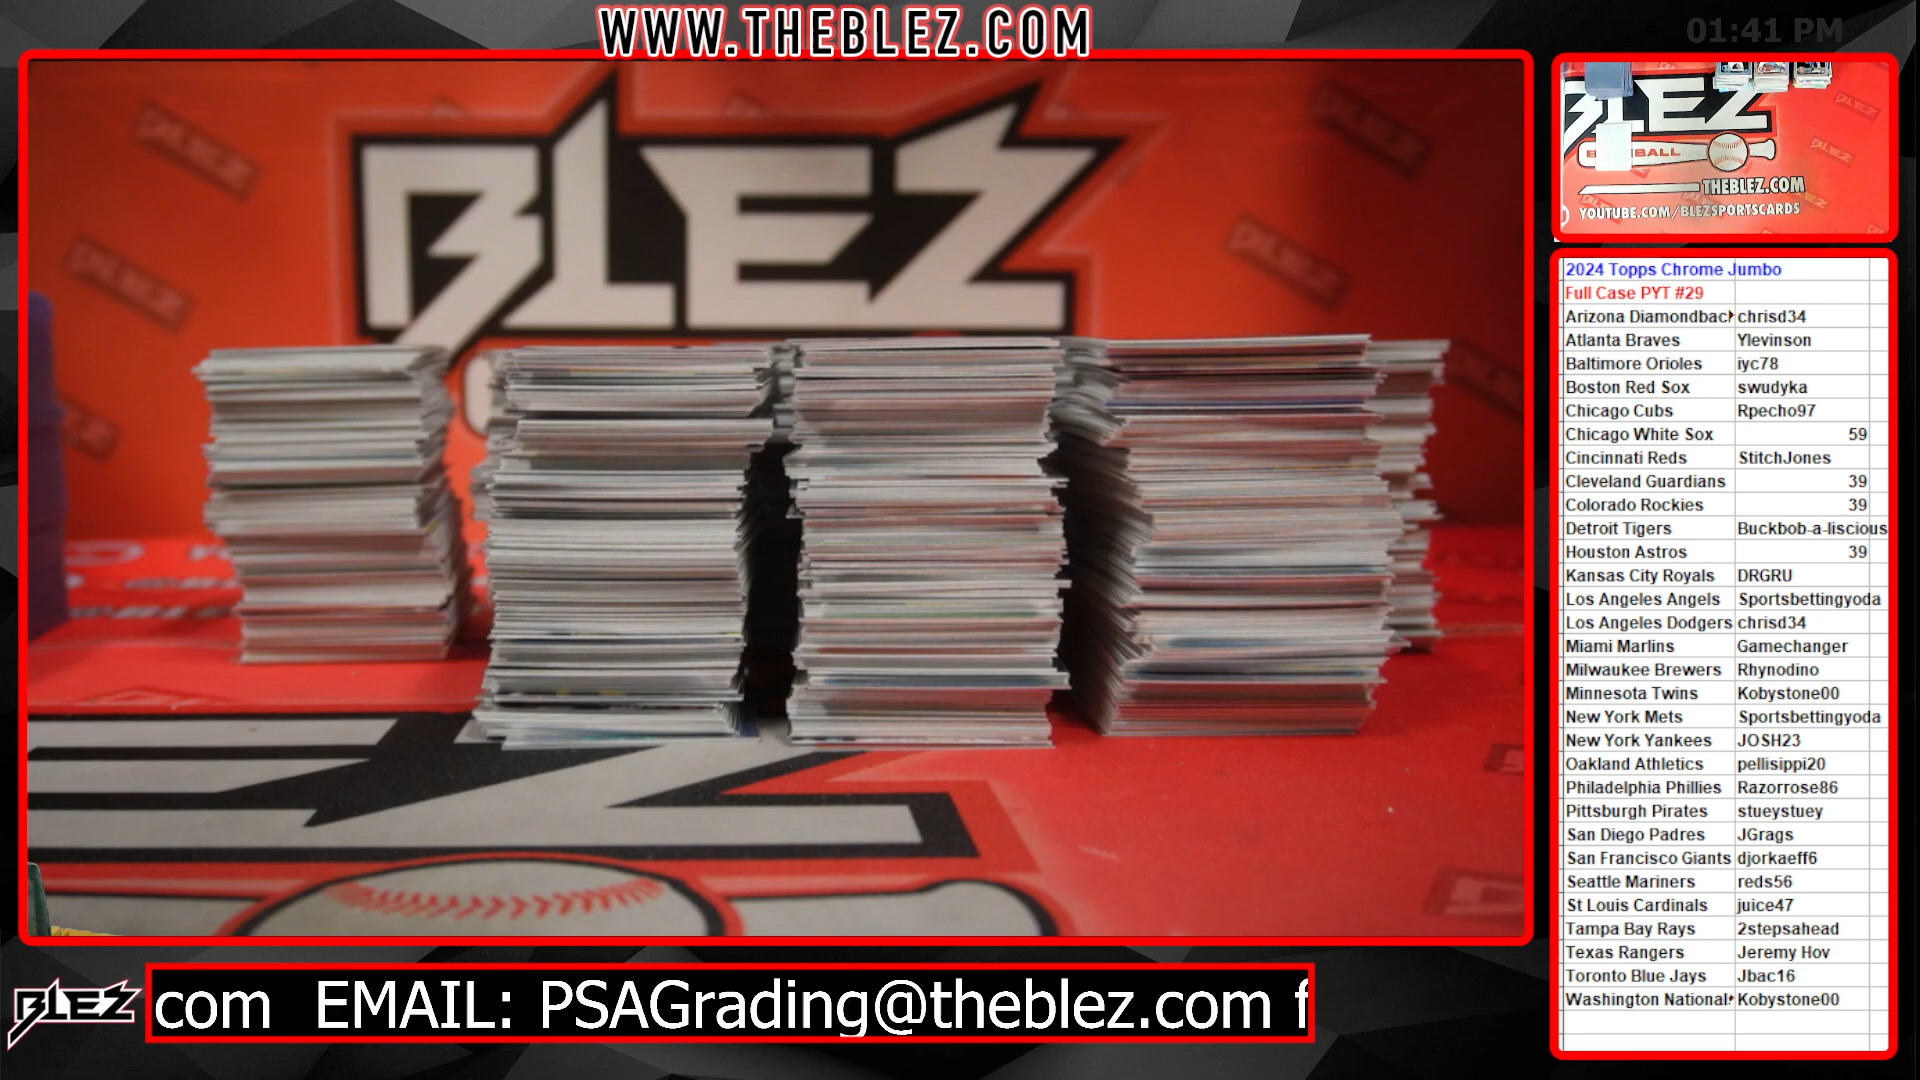 WWW.THEBLEZ.COM
01:41 PM
BLEZ
BLEZ
BALL
THEBLEZ.COM
YOUTUBE.COM/BLEZSPORTSCARDS
2024 Topps Chrome Jumbo
Full Case PYT #29
Arizona Diamondbac chrisd34
Atlanta Braves Ylevinson
Baltimore Orioles iyc78
Boston Red Sox swudyka
Chicago Cubs Rpecho97
Chicago White Sox 59
Cincinnati Reds StitchJones
Cleveland Guardians 39
Colorado Rockies 39
Detroit Tigers Buckbob-a-liscious
Houston Astros 39
Kansas City Royals DRGRU
Los Angeles Angels Sportsbettingyoda
Los Angeles Dodgers chrisd34
Miami Marlins Gamechanger
Milwaukee Brewers Rhynodino
Minnesota Twins Kobystone00
New York Mets Sportsbettingyoda
New York Yankees JOSH23
Oakland Athletics pellisippi20
Philadelphia Phillies Razorrose86
Pittsburgh Pirates stueystuey
San Diego Padres JGrags
San Francisco Giants djorkaeff6
Seattle Mariners reds56
St Louis Cardinals juice47
Tampa Bay Rays 2stepsahead
Texas Rangers Jeremy Hov
Toronto Blue Jays Jbac16
Washington National Kobystone00
BLEZ
com EMAIL: PSAGrading@theblez.com f